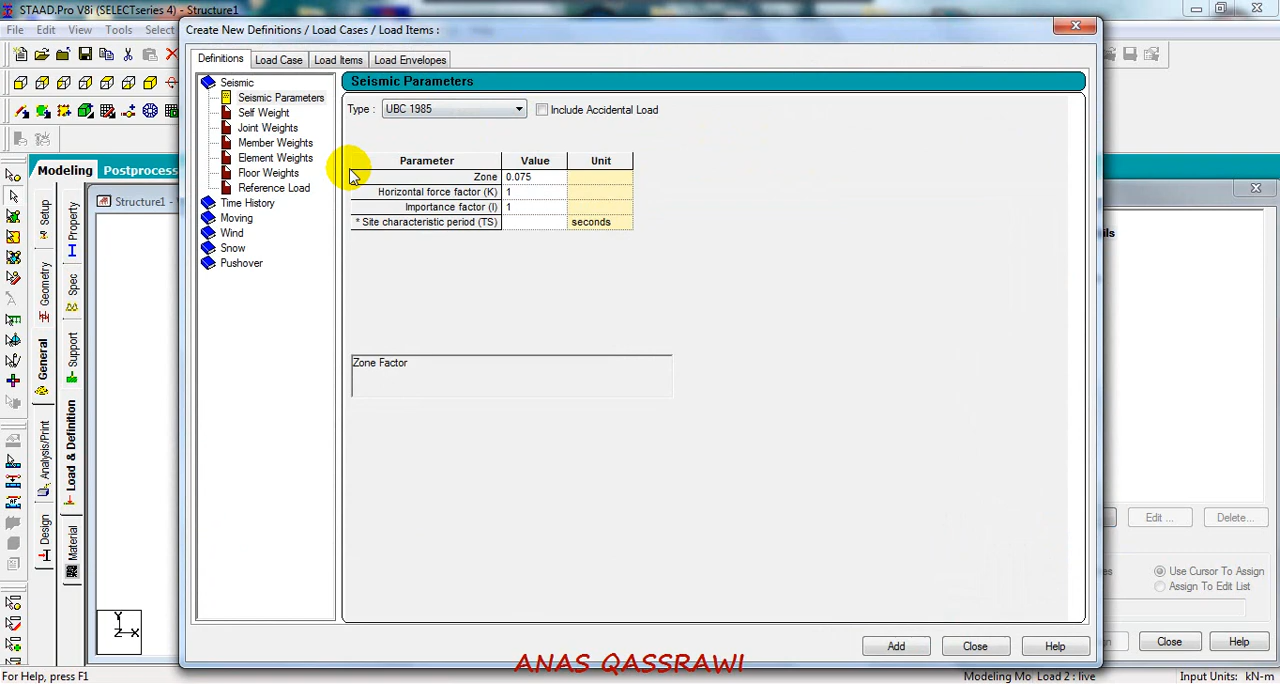 STAAD.Pro V8i (SELECTseries 4) - Structure1
File Edit View Tools Select
Create New Definitions / Load Cases / Load Items :
Definitions Load Case Load Items Load Envelopes
Seismic
Seismic Parameters
Self Weight
Joint Weights
Member Weights
Element Weights
Floor Weights
Reference Load
Time History
Moving
Wind
Snow
Pushover
Seismic Parameters
Type : UBC 1985 Include Accidental Load
Parameter Value Unit
Zone 0.075
Horizontal force factor (K) 1
Importance factor (I) 1
* Site characteristic period (TS) seconds
Zone Factor
Add Close Help
Modeling Postproces
Structure1 -
Setup
Geometry
General
Analysis/Print
Design
Property
Spec
Support
Load & Definition
Material
Y
Z X
ils
Edit ... Delete...
es Use Cursor To Assign
Assign To Edit List
Close Help
ANAS QASSRAWI
For Help, press F1 Modeling Mo Load 2 : live Input Units: kN-m